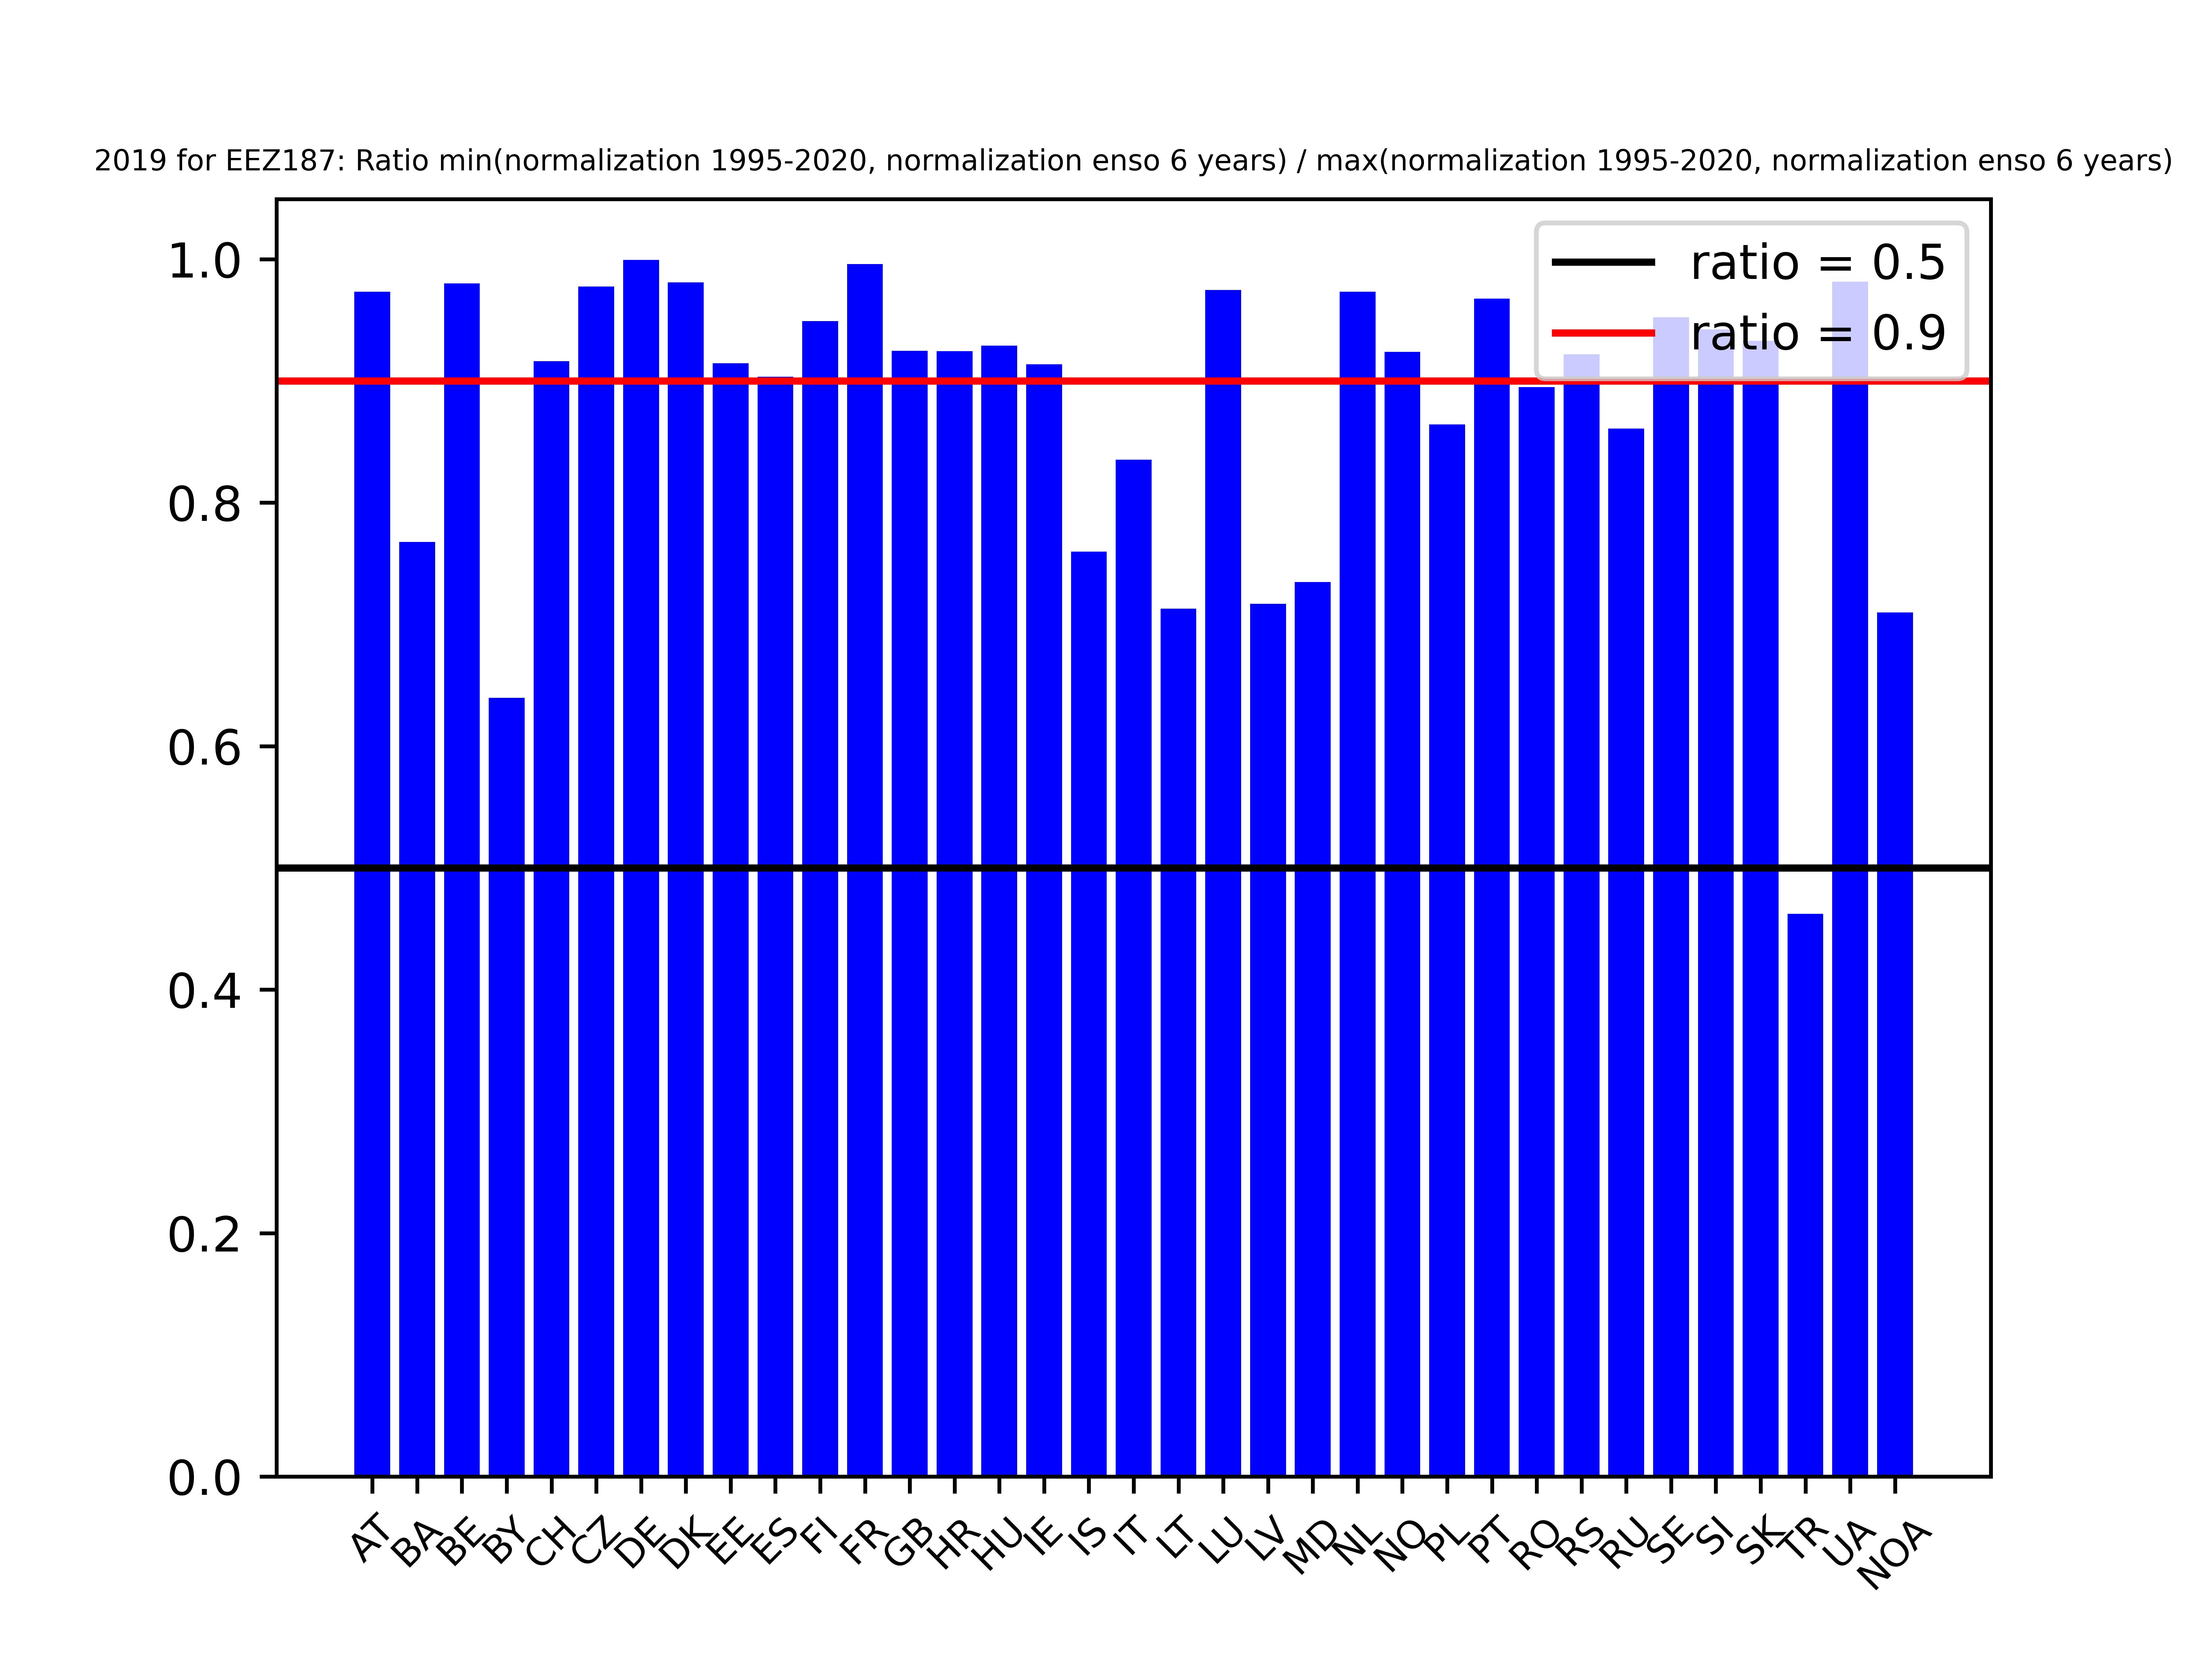 2019 for EEZ187: Ratio min(normalization 1995-2020, normalization enso 6 years) / max(normalization 1995-2020, normalization enso 6 years)
ratio = 0.5
ratio = 0.9
1.0
0.8
0.6
0.4
0.2
0.0
AT BA BE BY CH CZ DE DK EE ES FI FR GB HR HU IE IS IT LT LU LV MD NL NO PL PT RO RS RU SE SI SK TR UA NOA